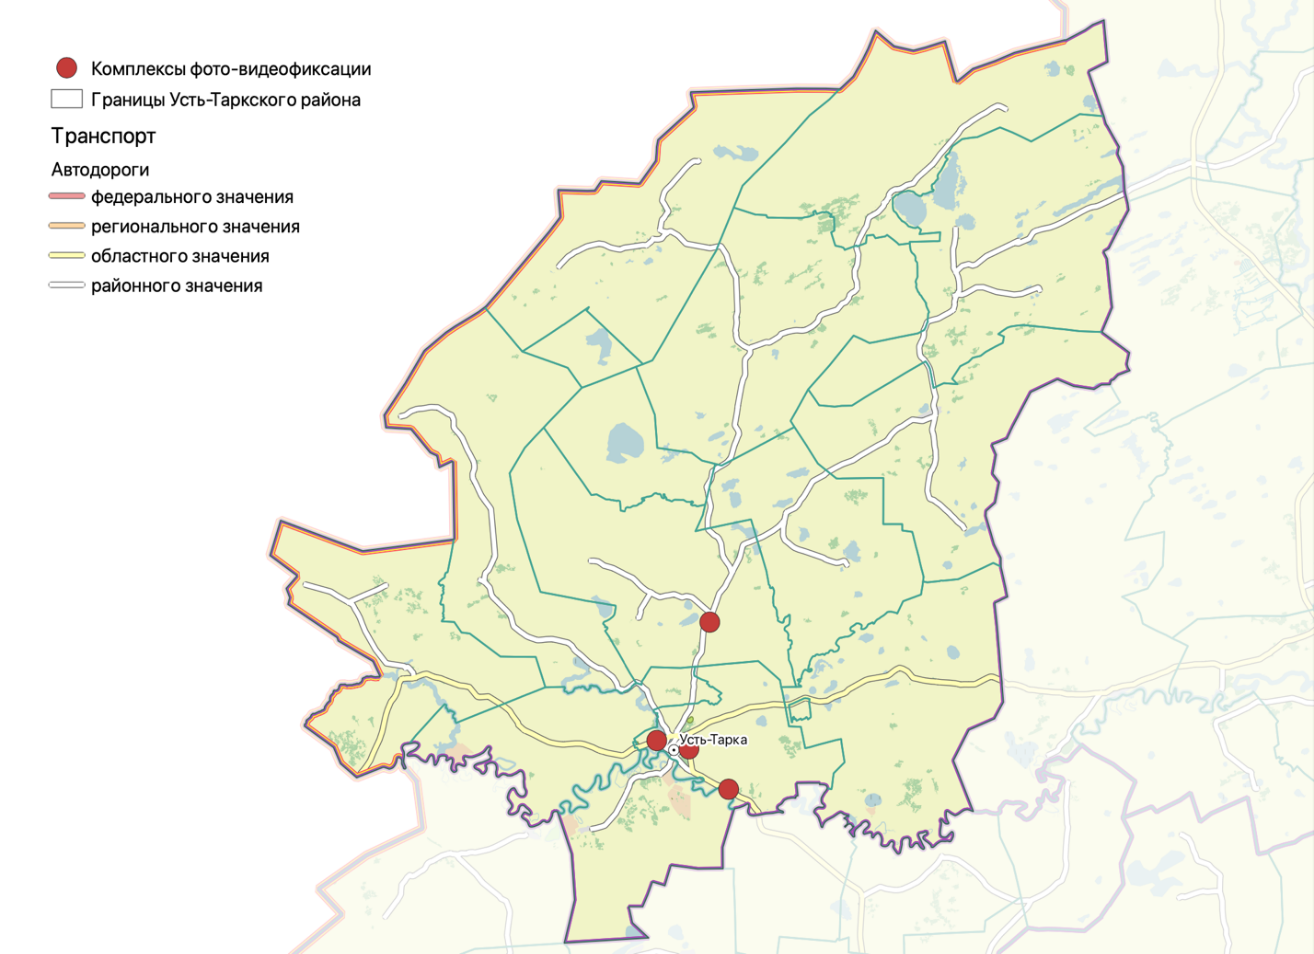 Комплексы фото-видеофиксации
Границы Усть-Таркского района
Транспорт
Автодороги
федерального значения
регионального значения
областного значения
районного значения
Усть-Тарка